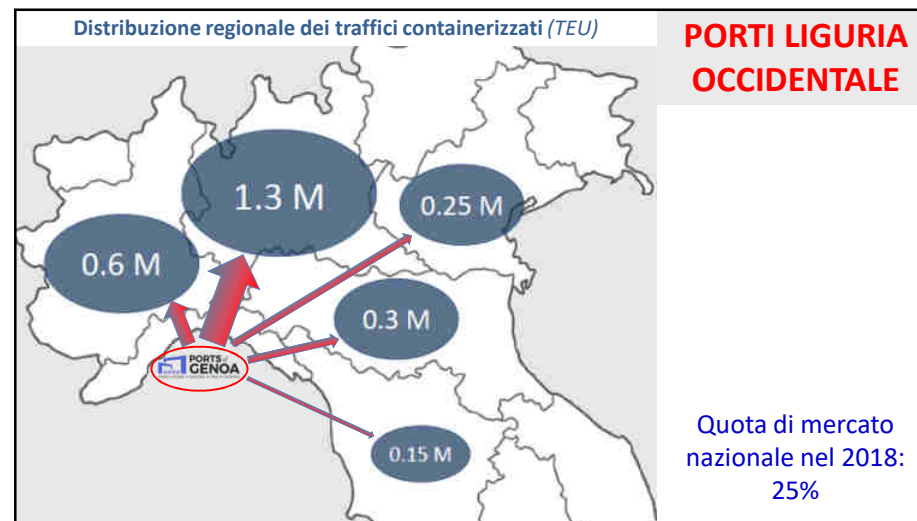 Distribuzione regionale dei traffici containerizzati (TEU)
PORTI LIGURIA
OCCIDENTALE
1.3 M
0.25 M
0.6 M
0.3 M
PORTS of
GENOA
0.15 M
Quota di mercato
nazionale nel 2018:
25%